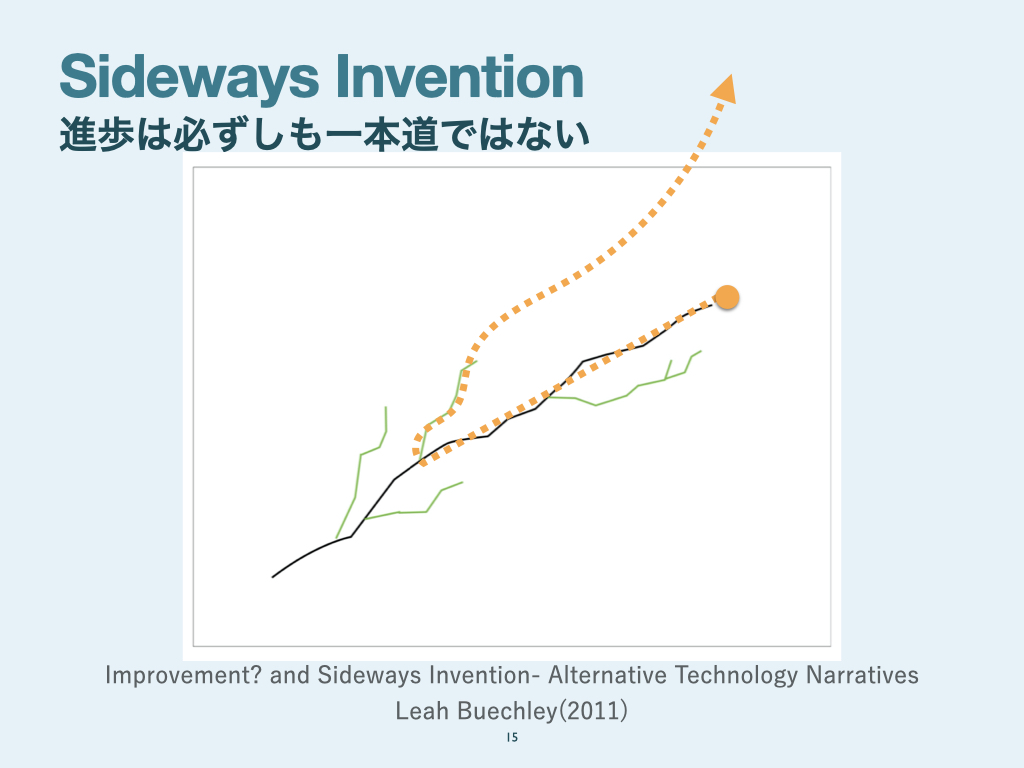 Sideways Invention
進歩は必ずしも一本道ではない
Improvement? and Sideways Invention- Alternative Technology Narratives
Leah Buechley(2011)
15